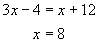 3x − 4 = x + 12
x = 8